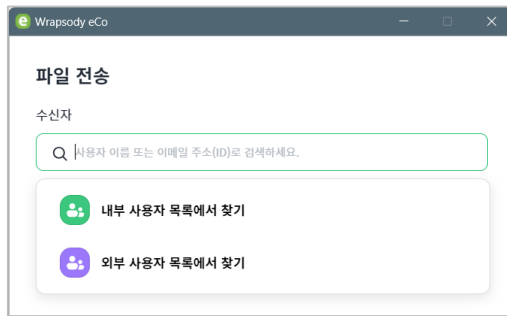 Wrapsody eCo
파일 전송
수신자
사용자 이름 또는 이메일 주소(ID)로 검색하세요.
내부 사용자 목록에서 찾기
외부 사용자 목록에서 찾기